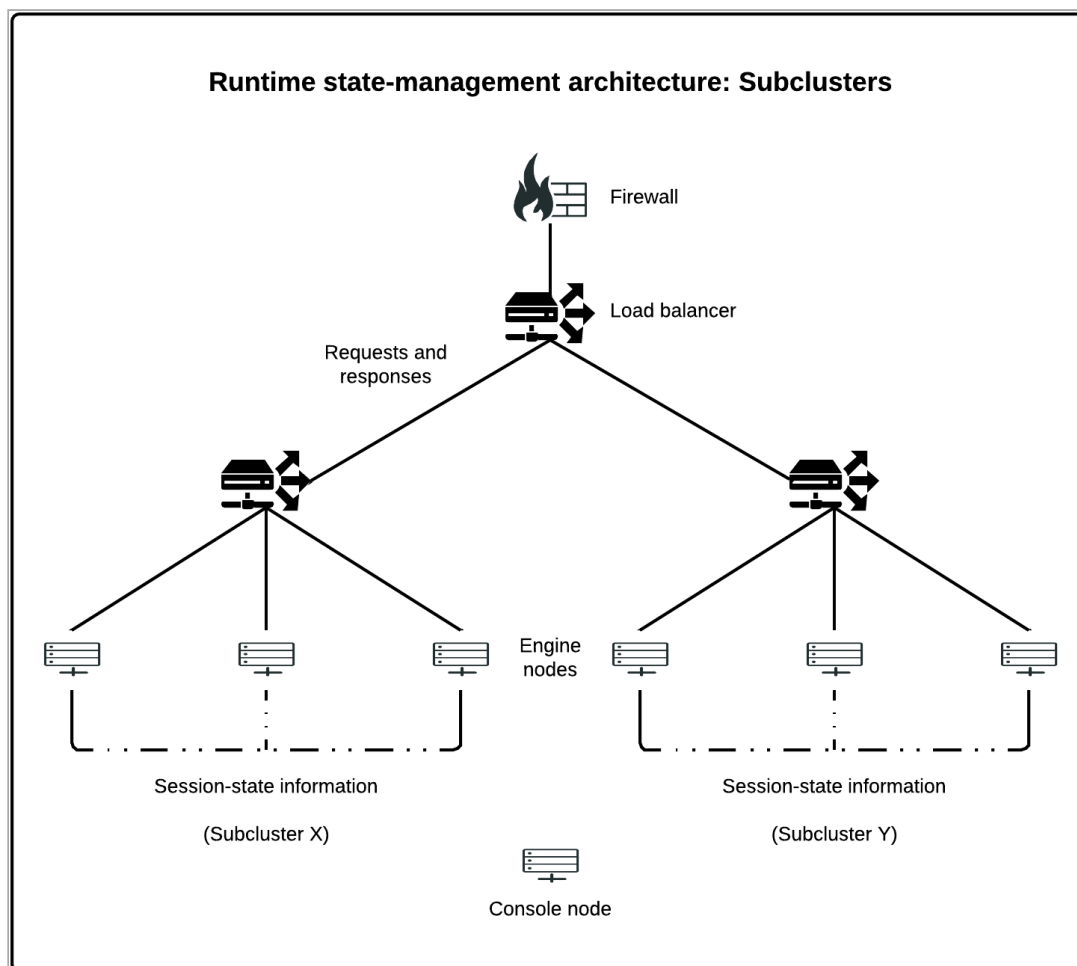 Runtime state-management architecture: Subclusters
Firewall
Load balancer
Requests and
responses
Engine
nodes
Session-state information
(Subcluster X)
Session-state information
(Subcluster Y)
Console node